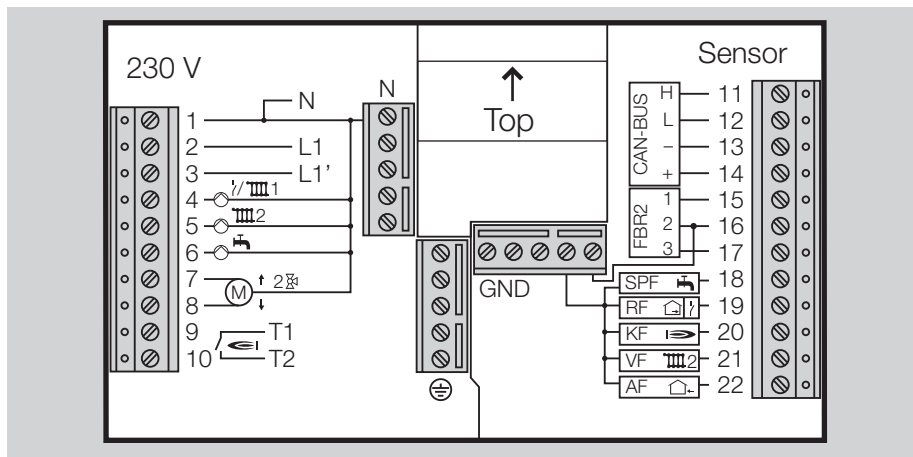 230 V
N
Top
Sensor
1
N
2
L1
3
L1'
4
1
5
2
6
7
M
2
8
9
T1
10
T2
GND
CAN-BUS
H
11
L
12
–
13
+
14
FBR2
1
15
2
16
3
17
SPF
18
RF
19
KF
20
VF
2
21
AF
22